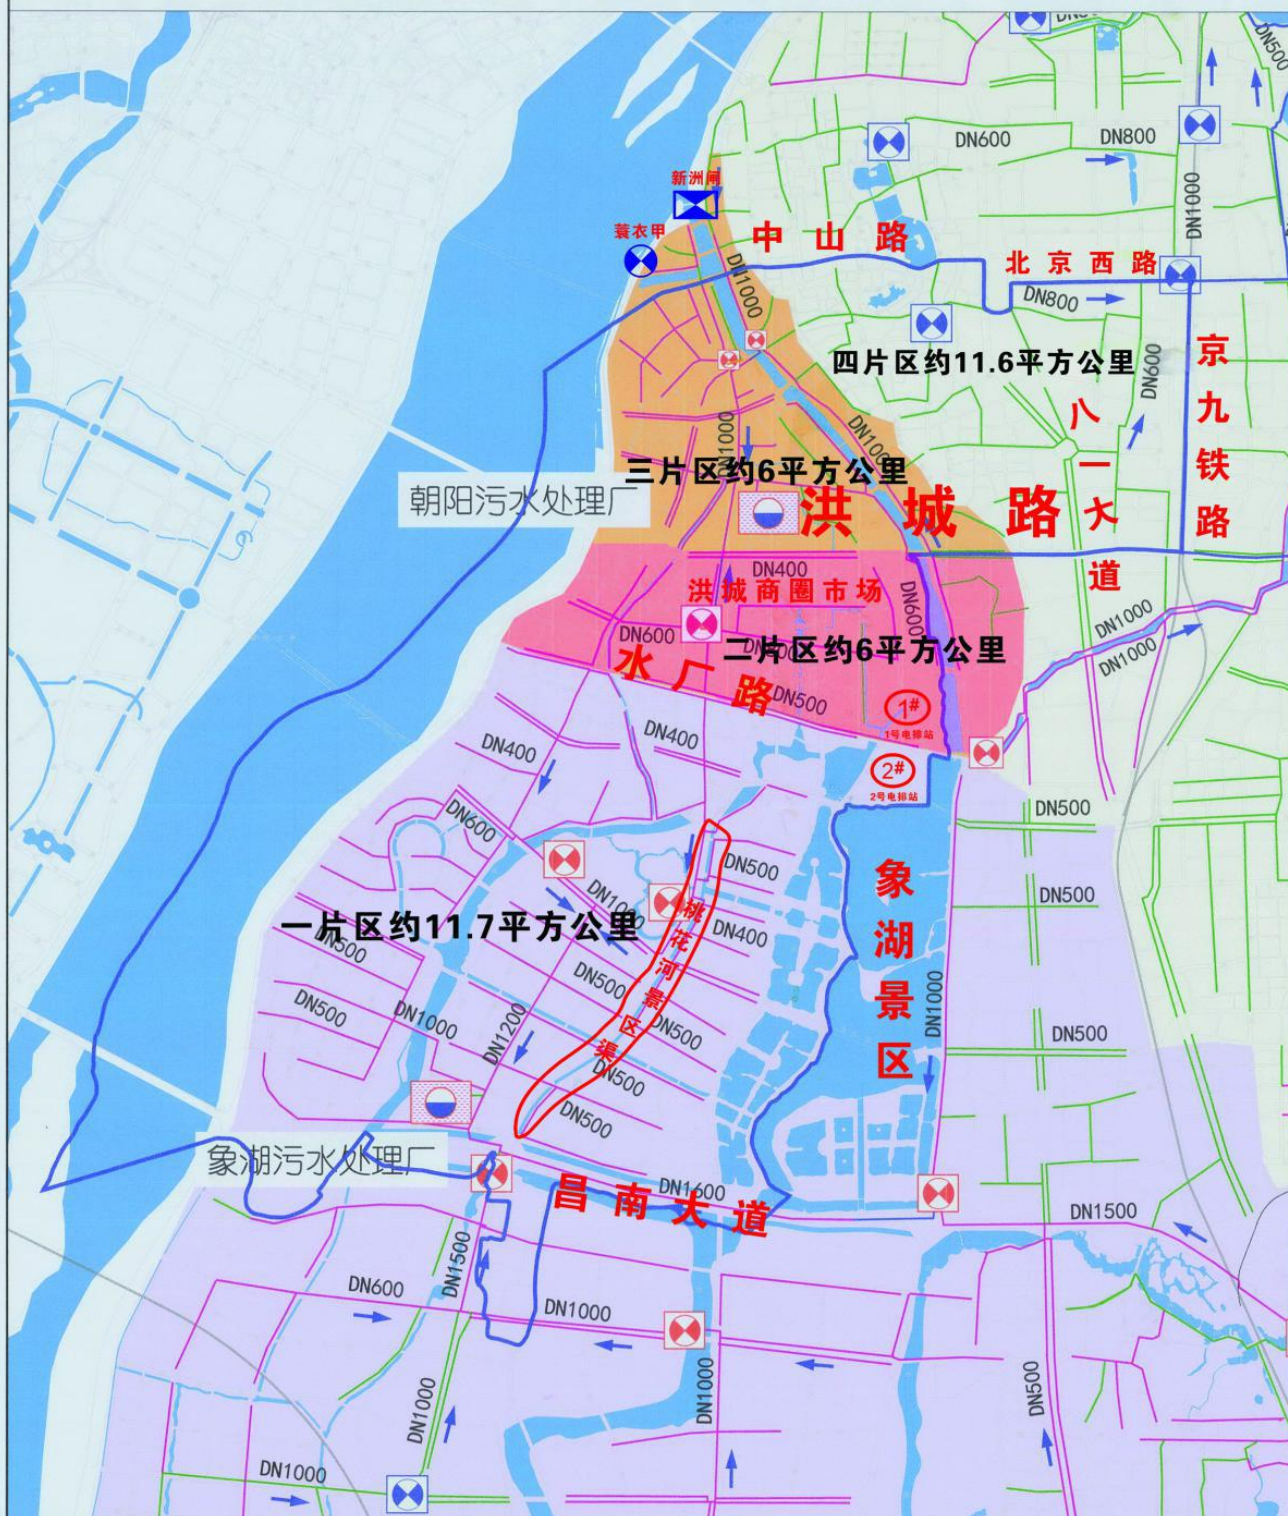 DN500
DN600
DN800
DN1000
新洲闸
蓑衣甲
中山路
北京西路
DN1000
DN800
四片区约11.6平方公里
京九铁路
DN600
八一大道
DN1000
DN1000
三片区约6平方公里
朝阳污水处理厂
洪城路
DN400
洪城商圈市场
DN600
DN600
二片区约6平方公里
DN1000
DN1000
水厂路
DN500
1#
1号电排站
DN400
DN400
2#
2号电排站
DN600
DN500
DN500
DN1000
象湖景区
DN500
一片区约11.7平方公里
桃花河景区渠
DN400
DN500
DN500
DN500
DN1000
DN1200
DN500
DN1000
DN500
DN500
DN500
象湖污水处理厂
DN1600
昌南大道
DN1500
DN1500
DN600
DN1000
DN1000
DN1000
DN500
DN1000